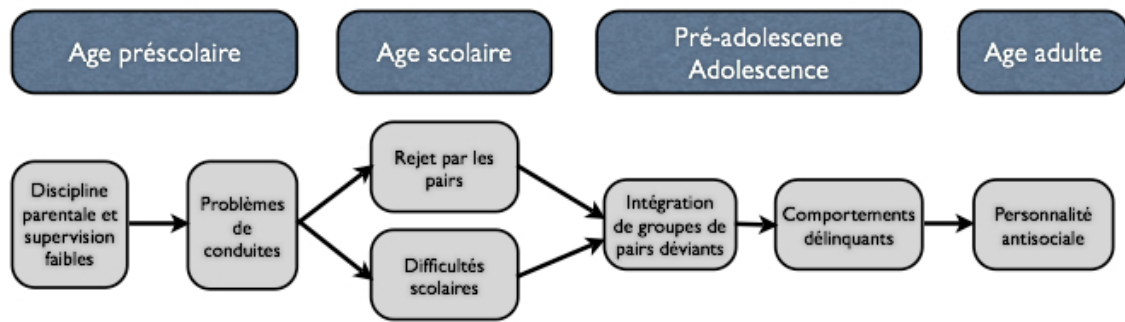 Age préscolaire
Age scolaire
Pré-adolescene
Adolescence
Age adulte
Discipline
parentale et
supervision
faibles
Problèmes
de
conduites
Rejet par les
pairs
Difficultés
scolaires
Intégration
de groupes de
pairs déviants
Comportements
délinquants
Personnalité
antisociale